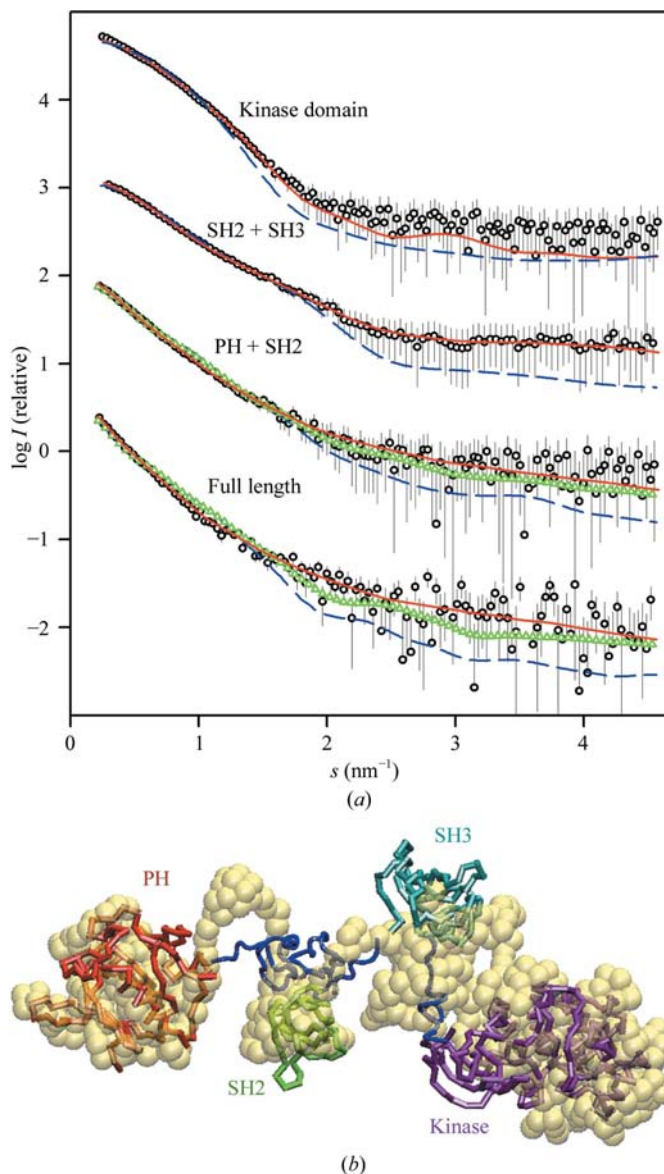 4
Kinase domain
3
SH2 + SH3
2
PH + SH2
1
log I (relative)
0
Full length
−1
−2
0 1 2 3 4
s (nm⁻¹)
(a)
SH3
PH
SH2
Kinase
(b)